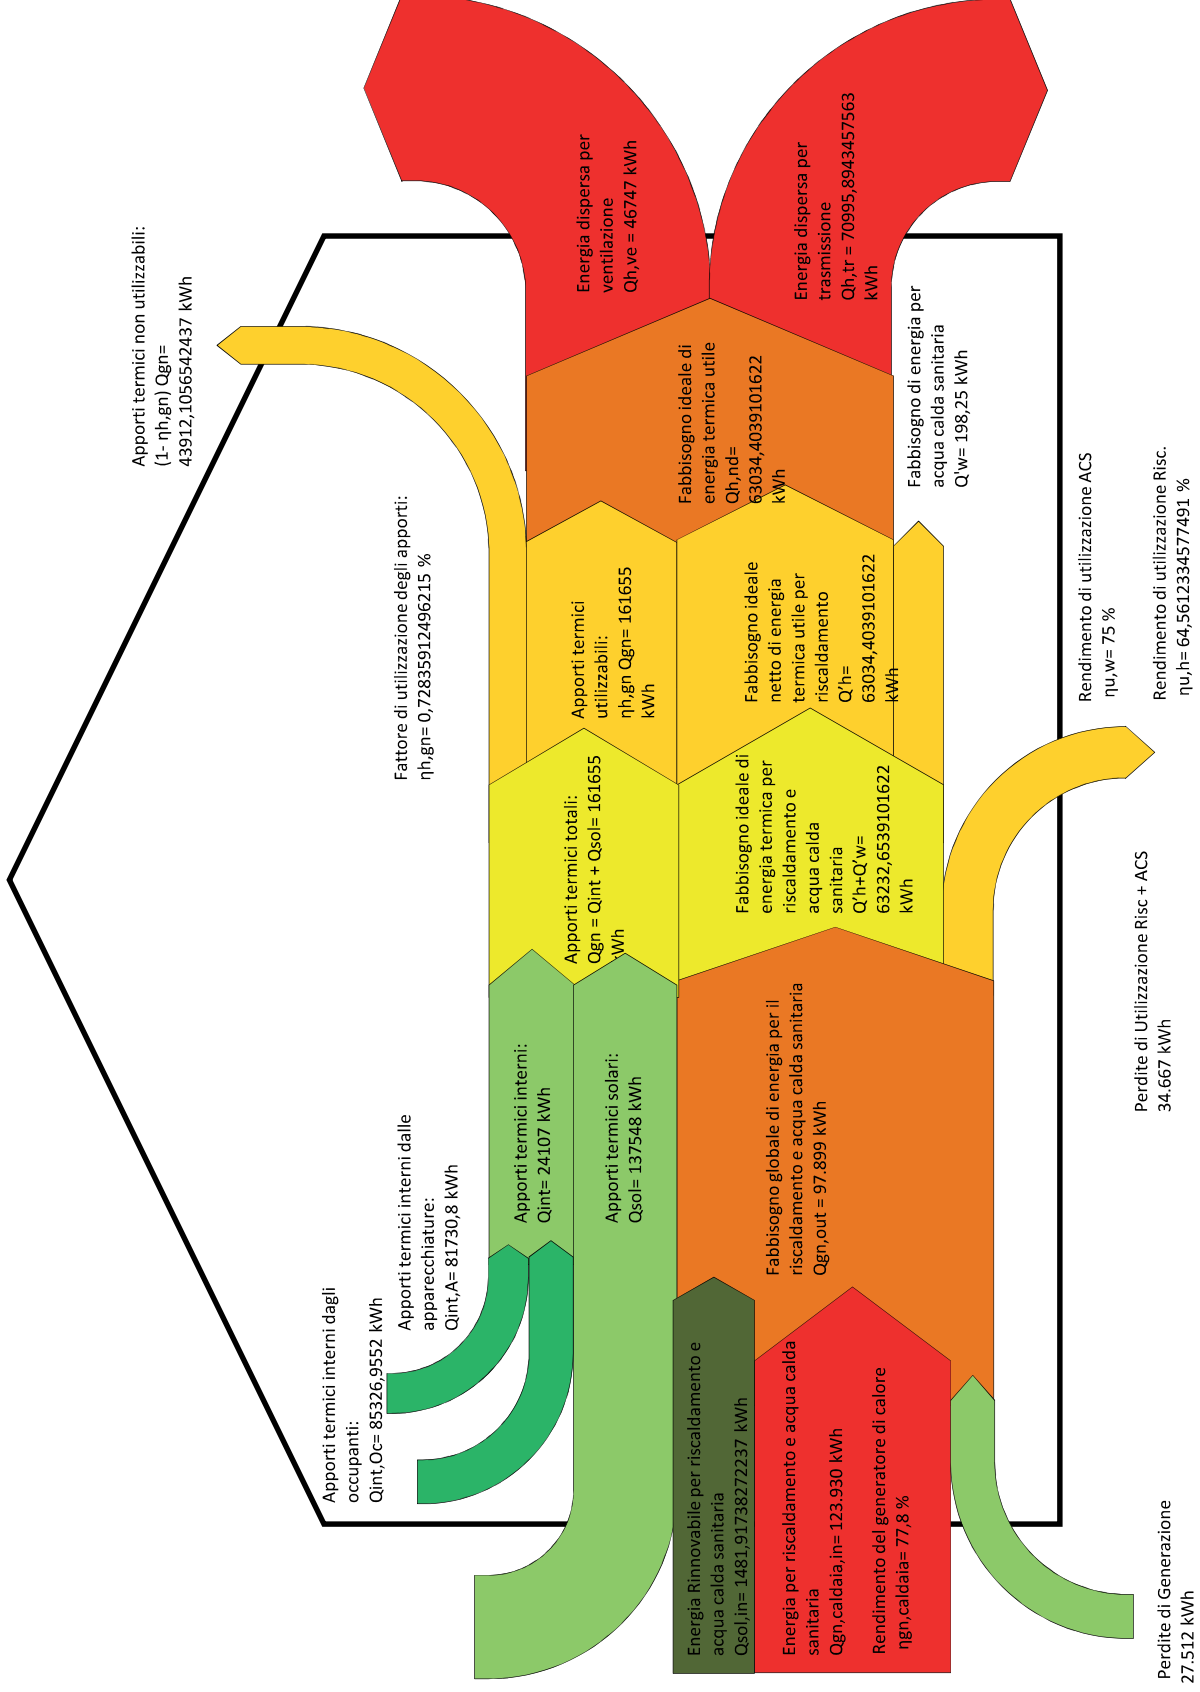 Apporti termici non utilizzabili:
(1- ηh,gn) Qgn=
43912,1056542437 kWh
Fattore di utilizzazione degli apporti:
ηh,gn= 0,72835912496215 %
Apporti termici interni dagli
occupanti:
Qint,Oc= 85326,9552 kWh
Apporti termici interni dalle
apparecchiature:
Qint,A= 81730,8 kWh
Apporti termici interni:
Qint= 24107 kWh
Apporti termici solari:
Qsol= 137548 kWh
Apporti termici totali:
Qgn = Qint + Qsol= 161655
kWh
Apporti termici
utilizzabili:
ηh,gn Qgn= 161655
kWh
Energia dispersa per
ventilazione
Qh,ve = 46747 kWh
Energia dispersa per
trasmissione
Qh,tr = 70995,8943457563
kWh
Fabbisogno ideale di
energia termica utile
Qh,nd=
63034,4039101622
kWh
Fabbisogno ideale
netto di energia
termica utile per
riscaldamento
Q’h=
63034,4039101622
kWh
Fabbisogno di energia per
acqua calda sanitaria
Q'w= 198,25 kWh
Fabbisogno ideale di
energia termica per
riscaldamento e
acqua calda
sanitaria
Q’h+Q’w=
63232,6539101622
kWh
Fabbisogno globale di energia per il
riscaldamento e acqua calda sanitaria
Qgn,out = 97.899 kWh
Energia Rinnovabile per riscaldamento e
acqua calda sanitaria
Qsol,in= 1481,91738272237 kWh
Energia per riscaldamento e acqua calda
sanitaria
Qgn,caldaia,in= 123.930 kWh
Rendimento del generatore di calore
ηgn,caldaia= 77,8 %
Rendimento di utilizzazione ACS
ηu,w= 75 %
Rendimento di utilizzazione Risc.
ηu,h= 64,5612334577491 %
Perdite di Utilizzazione Risc + ACS
34.667 kWh
Perdite di Generazione
27.512 kWh